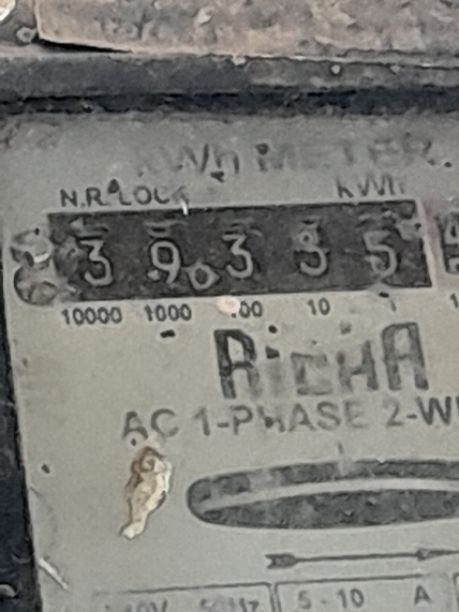 kWh METER.
N.R. LOCK kWh
3 9 3 3 5
10000 1000 100 10 1
RICHA
AC 1-PHASE 2-WI
5-10 A